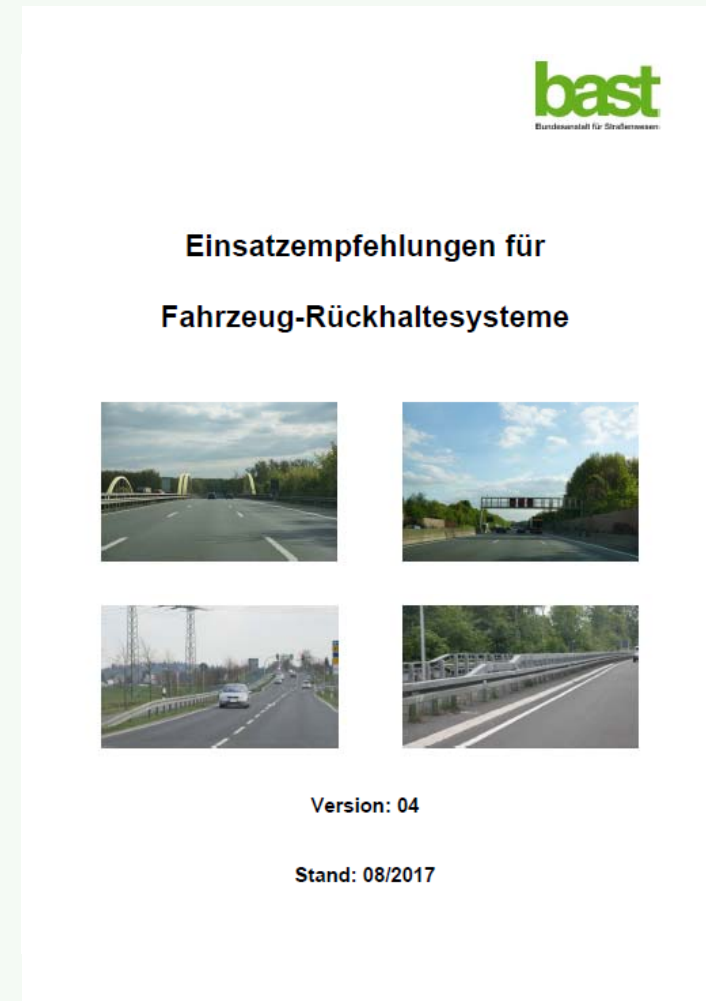 bast
Bundesanstalt für Straßenwesen
Einsatzempfehlungen für
Fahrzeug-Rückhaltesysteme
Version: 04
Stand: 08/2017